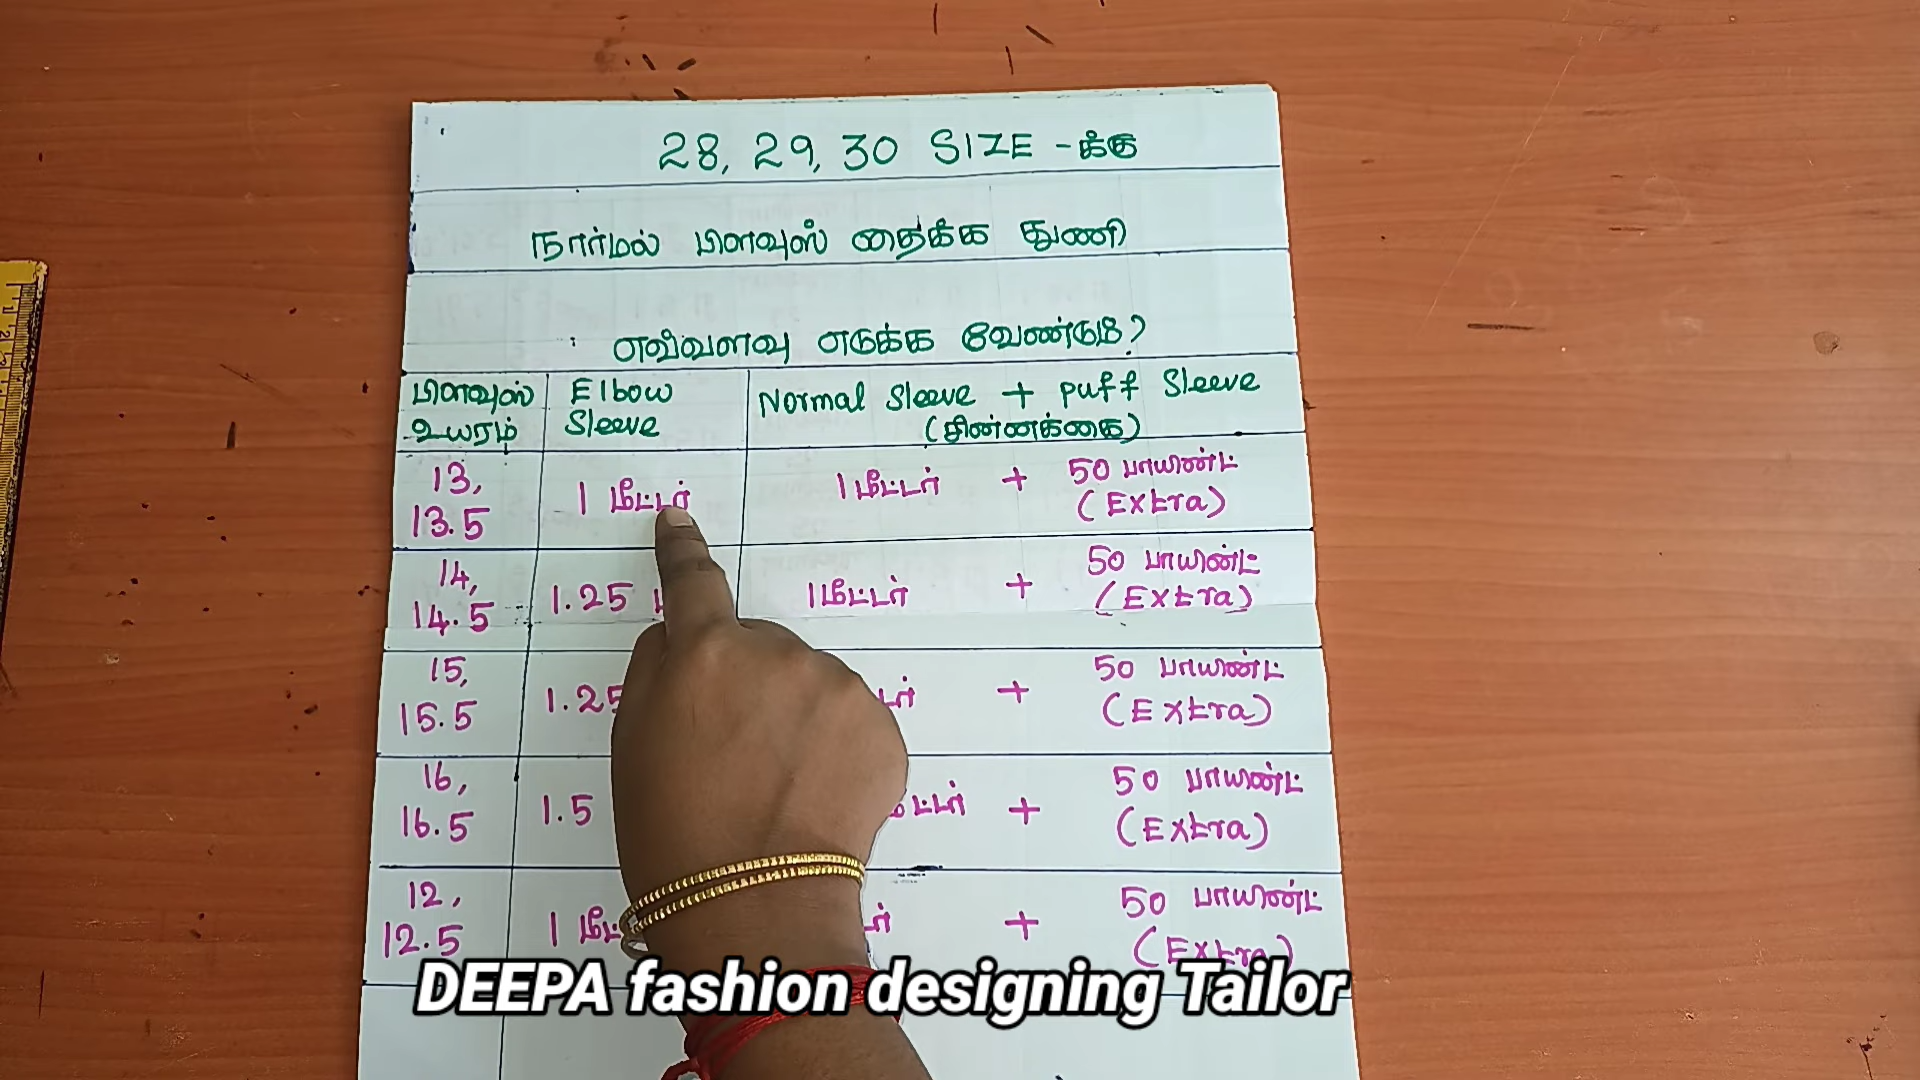 28, 29, 30 SIZE - க்கு
நார்மல் பிளவுஸ் தைக்க துணி
எவ்வளவு எடுக்க வேண்டும்?
பிளவுஸ் உயரம்
Elbow Sleeve
Normal Sleeve + Puff Sleeve
(சின்னக்கை)
13, 13.5
1 மீட்டர்
1 மீட்டர் + 50 பாயிண்ட்
(Extra)
14, 14.5
1.25
1 மீட்டர் + 50 பாயிண்ட்
(Extra)
15, 15.5
1.25
+ 50 பாயிண்ட்
(Extra)
16, 16.5
1.5
+ 50 பாயிண்ட்
(Extra)
12, 12.5
1
+ 50 பாயிண்ட்
(Extra)
DEEPA fashion designing Tailor